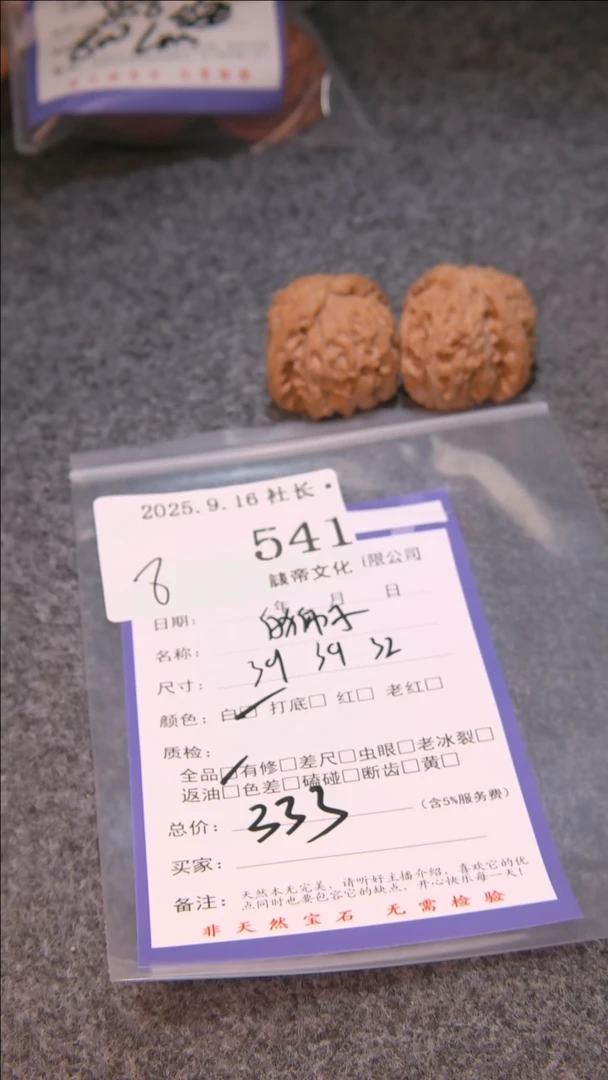 2025.9.16 社长
541
8
藤帝文化 限公司
年 月 日
日期：
名称： 狮子
尺寸： 39 39 32
颜色：白☑ 打底□ 红□ 老红□
质检：
全品☑有修□差尺□虫眼□老冰裂□
返油□色差□磕碰□断齿□黄□
总价： 333 （含5%服务费）
买家：
备注：天然本无完美，请听好主播介绍，喜欢它的优
点同时也要包容它的缺点，开心快乐每一天！
非天然宝石 无需检验